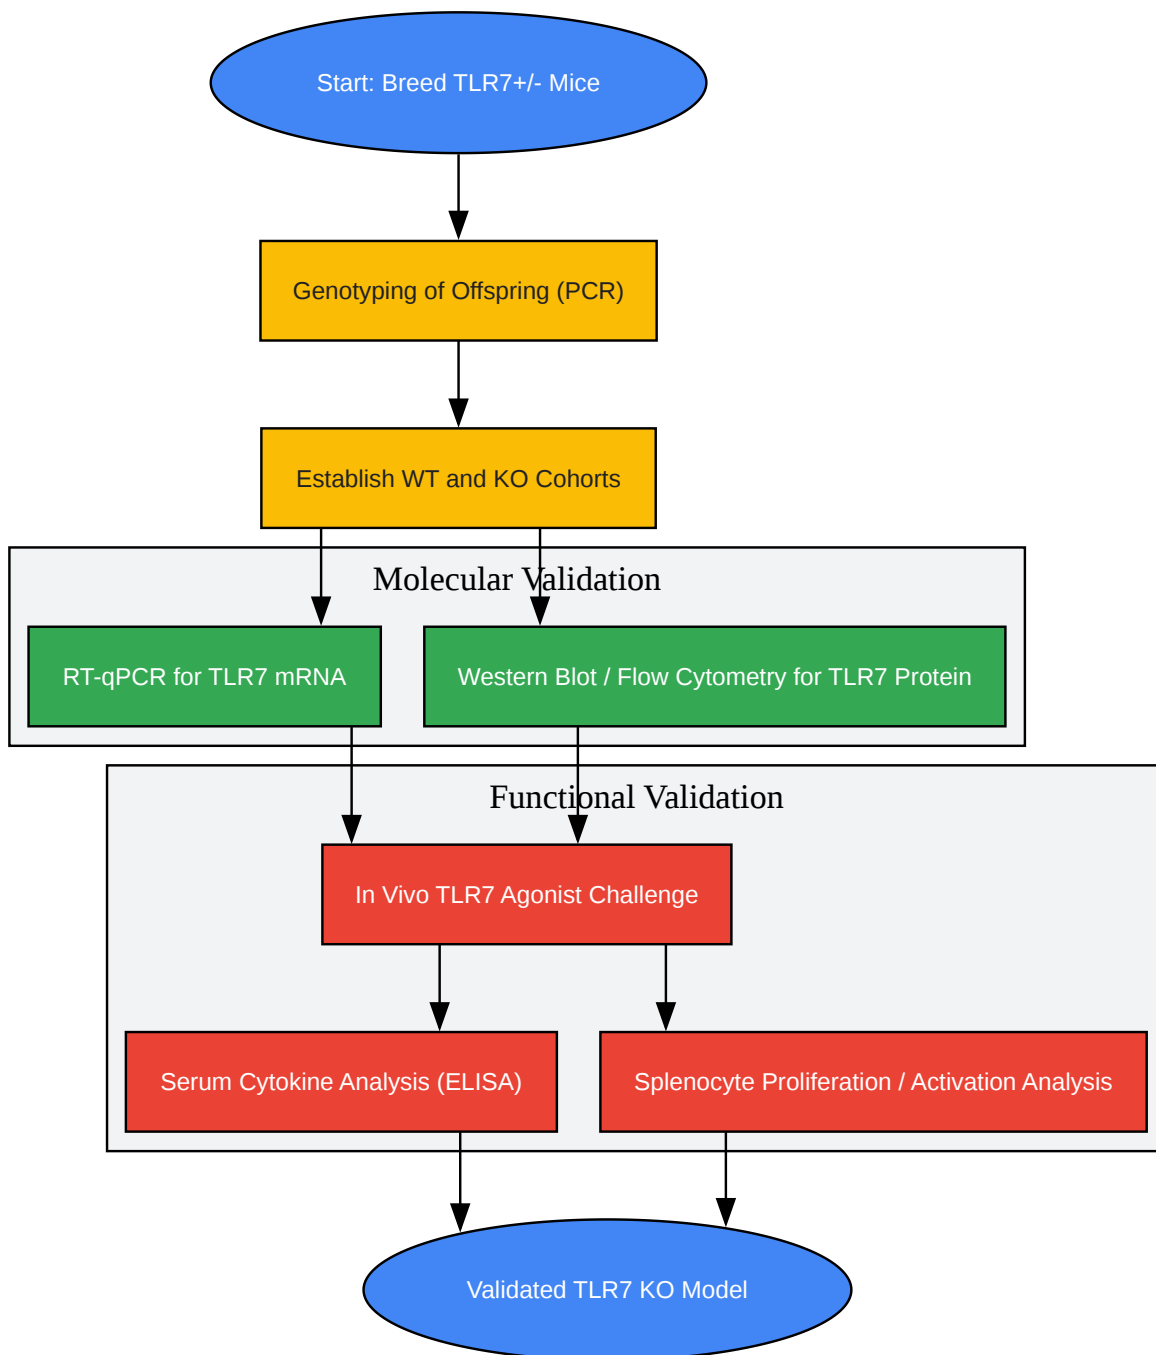 Start: Breed TLR7+/- Mice
Genotyping of Offspring (PCR)
Establish WT and KO Cohorts
Molecular Validation
RT-qPCR for TLR7 mRNA
Western Blot / Flow Cytometry for TLR7 Protein
Functional Validation
In Vivo TLR7 Agonist Challenge
Serum Cytokine Analysis (ELISA)
Splenocyte Proliferation / Activation Analysis
Validated TLR7 KO Model